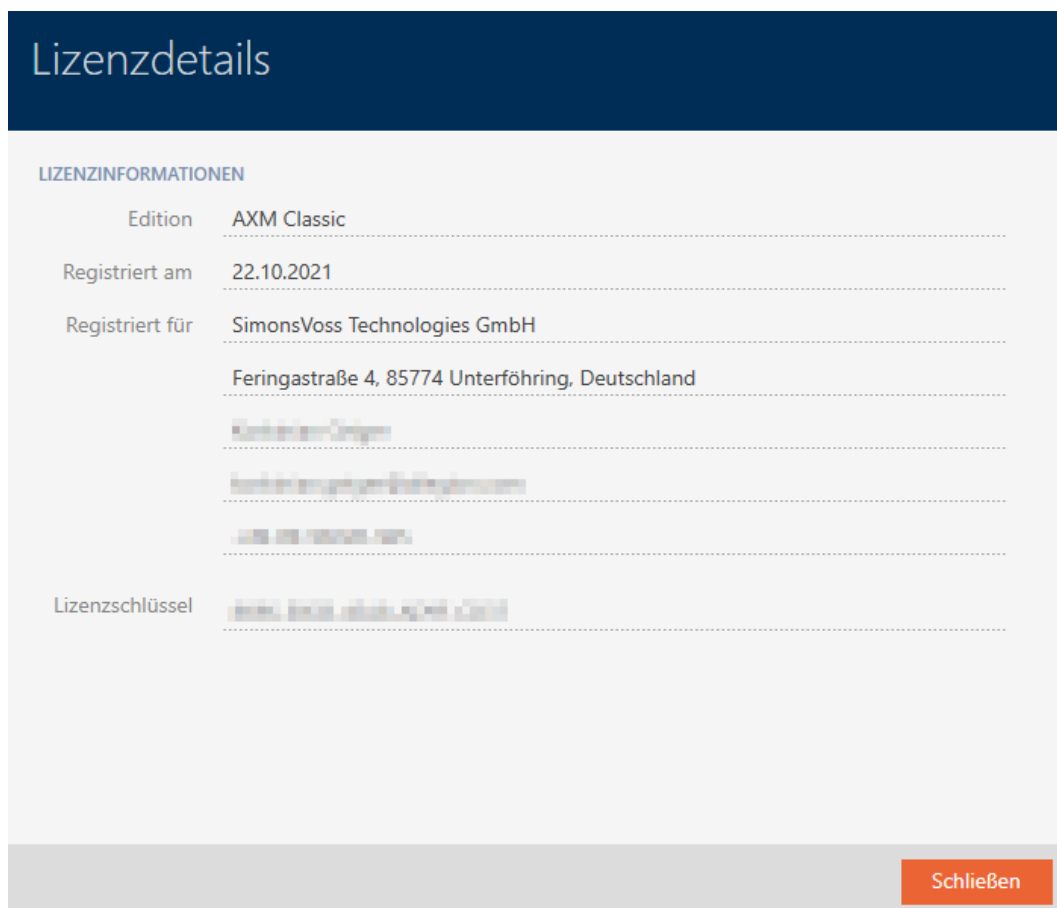 Lizenzdetails
LIZENZINFORMATIONEN
Edition AXM Classic
Registriert am 22.10.2021
Registriert für SimonsVoss Technologies GmbH
Feringastraße 4, 85774 Unterföhring, Deutschland
Lizenzschlüssel
Schließen